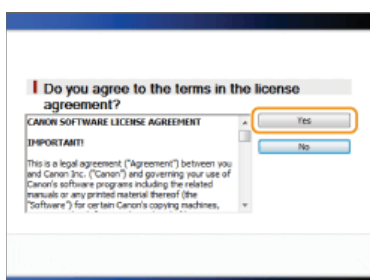 Do you agree to the terms in the license
agreement?
CANON SOFTWARE LICENSE AGREEMENT
IMPORTANT!
This is a legal agreement ("Agreement") between you
and Canon Inc. ("Canon") and governing your use of
Canon's software programs including the related
manuals or any printed material thereof (the
"Software") for certain Canon's copying machines,
Yes
No